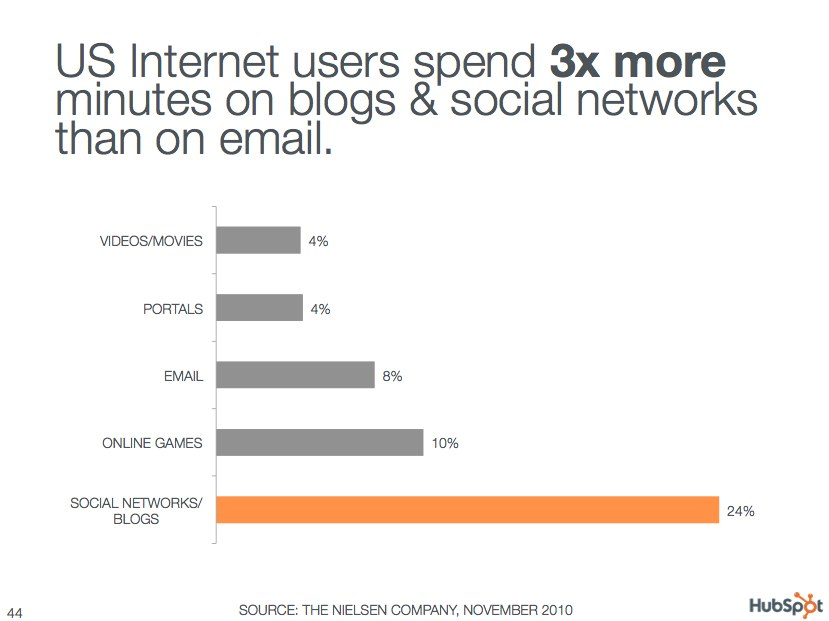 US Internet users spend 3x more
minutes on blogs & social networks
than on email.
VIDEOS/MOVIES 4%
PORTALS 4%
EMAIL 8%
ONLINE GAMES 10%
SOCIAL NETWORKS/
BLOGS 24%
44
SOURCE: THE NIELSEN COMPANY, NOVEMBER 2010
HubSpot